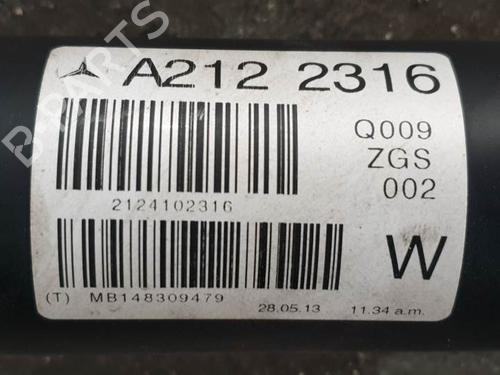 A212 2316
Q009
ZGS
002
2124102316
W
(T) MB148309479
28.05.13 11.34 a.m.
B-PARTS